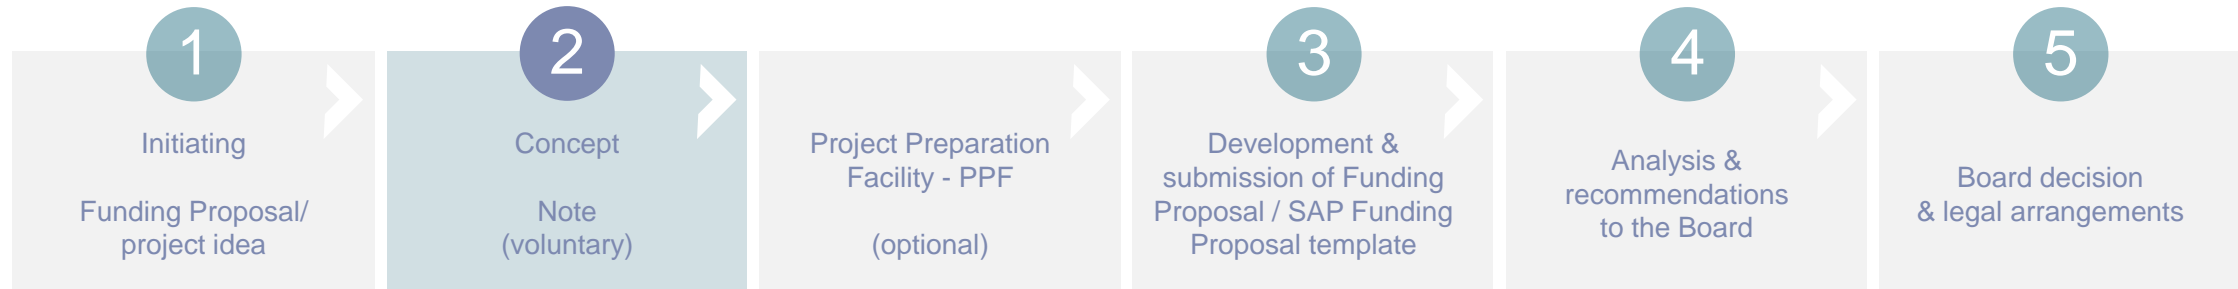 1
Initiating
Funding Proposal/
project idea
2
Concept
Note
(voluntary)
Project Preparation
Facility - PPF
(optional)
3
Development &
submission of Funding
Proposal / SAP Funding
Proposal template
4
Analysis &
recommendations
to the Board
5
Board decision
& legal arrangements